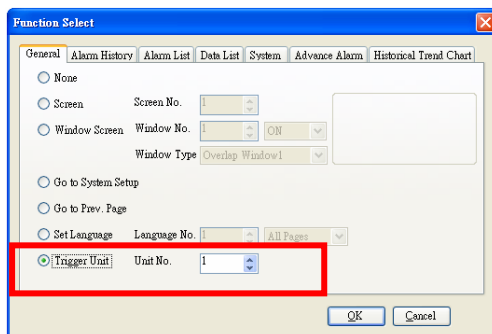 Function Select
General Alarm History Alarm List Data List System Advance Alarm Historical Trend Chart
None
Screen Screen No. 1
Window Screen Window No. 1 ON
Window Type Overlap Window1
Go to System Setup
Go to Prev. Page
Set Language Language No. 1 All Pages
Trigger Unit Unit No. 1
OK Cancel